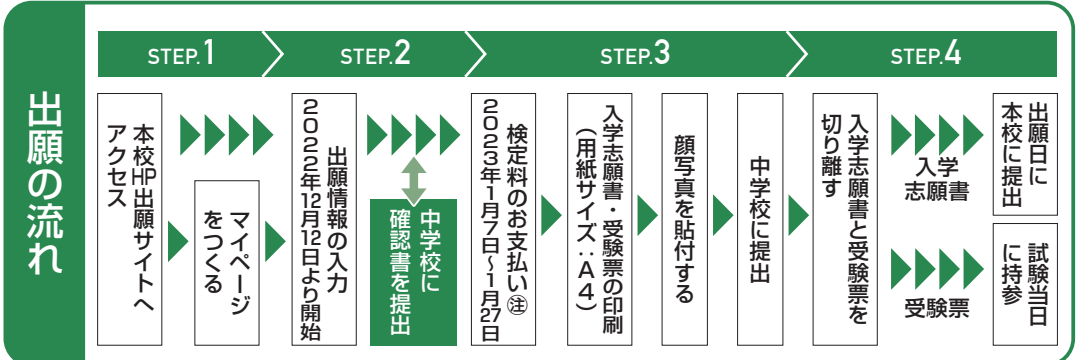 出願の流れ
STEP.1
STEP.2
STEP.3
STEP.4
本校HP出願サイトへ
アクセス
マイページ
をつくる
出願情報の入力
2022年12月12日より開始
中学校に
確認書を提出
検定料のお支払い㊟
2023年1月7日〜1月27日
入学志願書・受験票の印刷
(用紙サイズ:A4)
顔写真を貼付する
中学校に提出
入学志願書と受験票を
切り離す
入学
志願書
出願日に
本校に提出
受験票
試験当日
に持参